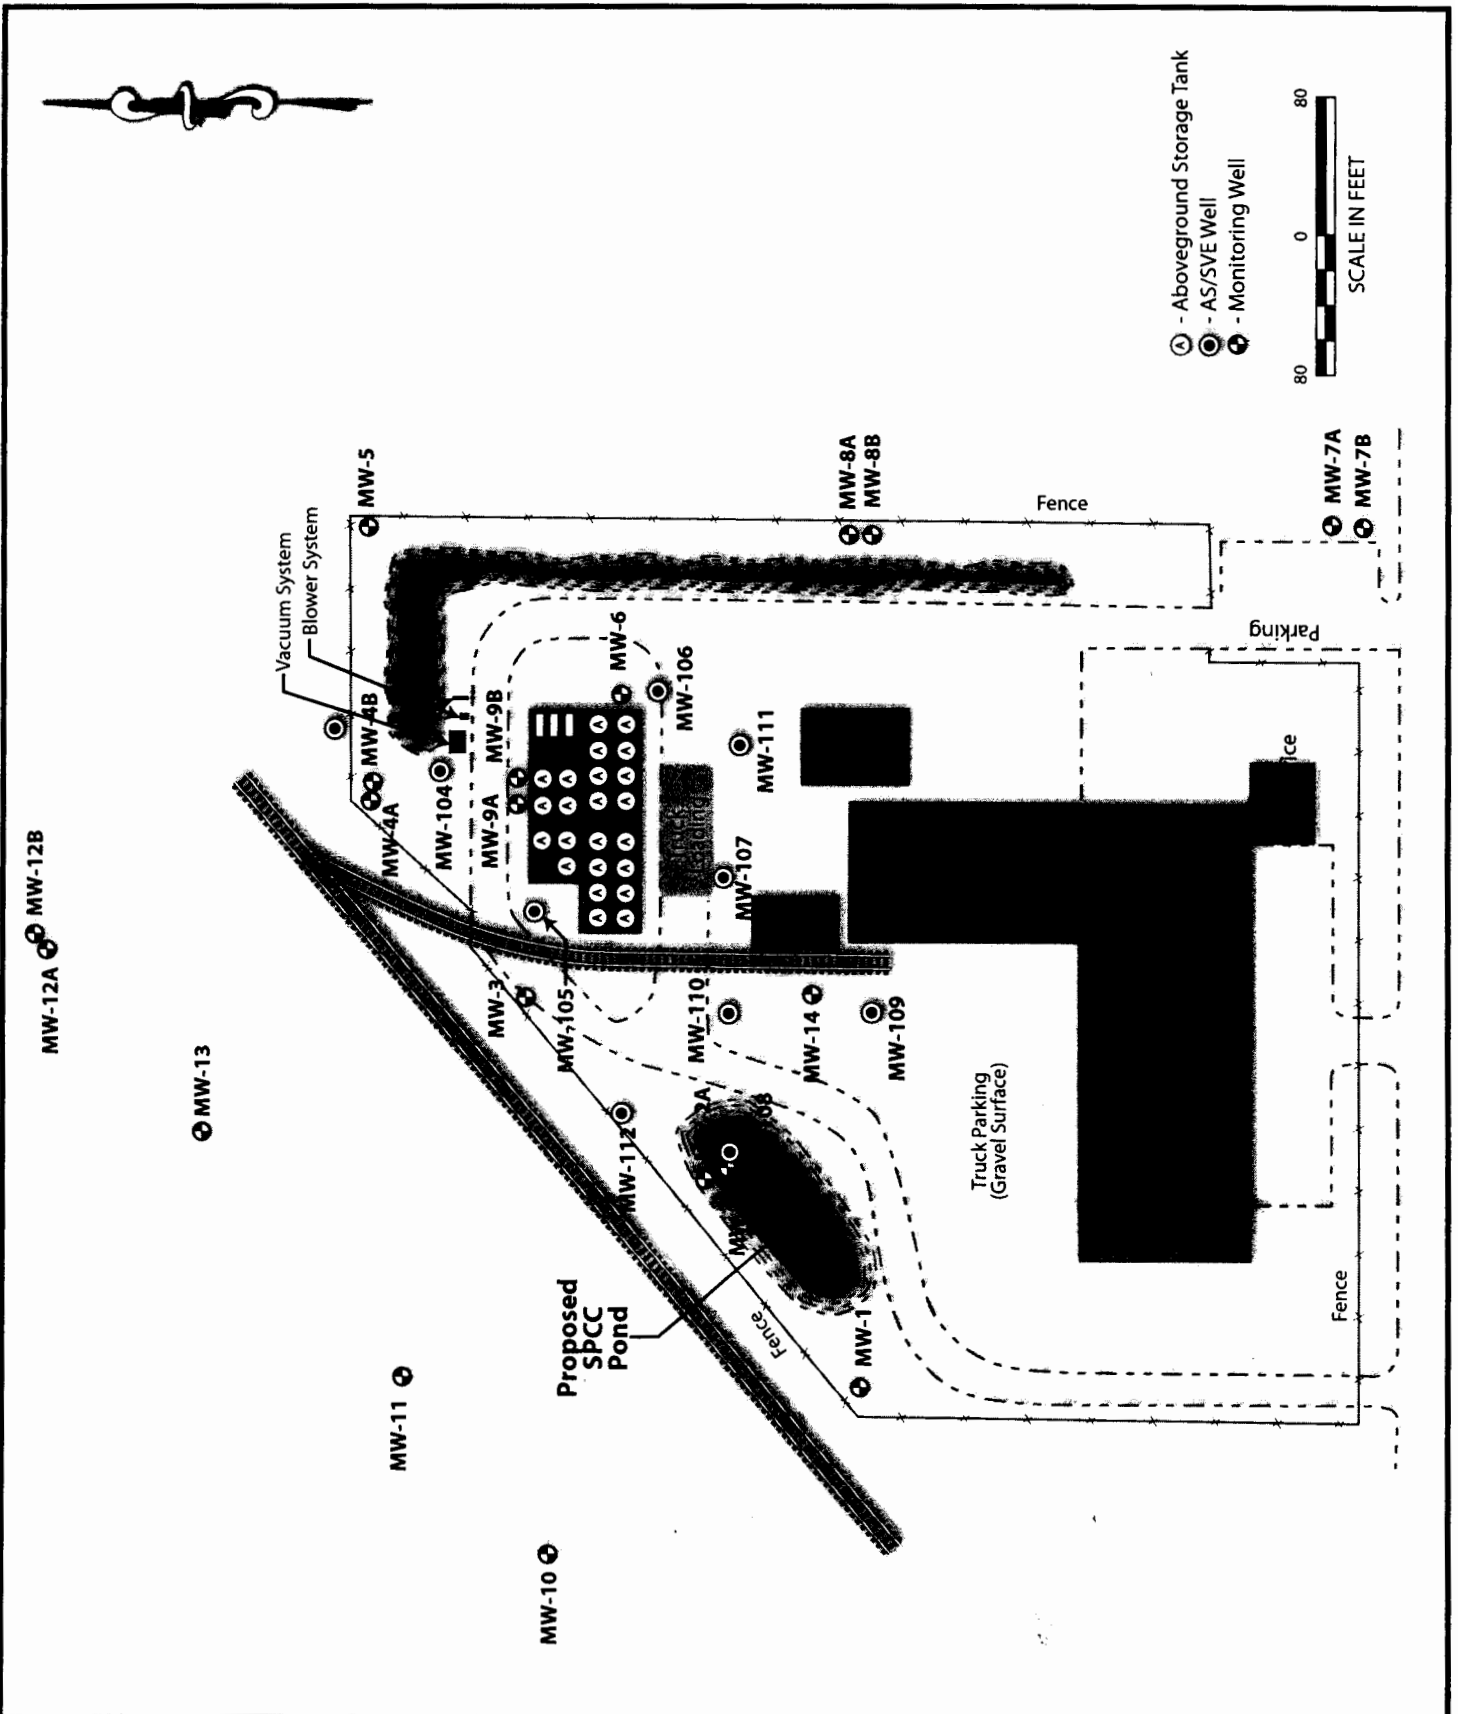 MW-12A
MW-12B
MW-13
MW-11
MW-10
Vacuum System
Blower System
MW-5
MW-4B
MW-4A
MW-104
MW-9B
MW-9A
MW-6
MW-106
MW-111
MW-107
MW-3
MW-105
MW-110
MW-14
MW-109
MW-112
MW-1
MW-8A
MW-8B
MW-7A
MW-7B
Proposed
SPCC
Pond
Fence
Fence
Fence
Parking
Truck Parking
(Gravel Surface)
A - Aboveground Storage Tank
- AS/SVE Well
- Monitoring Well
80 0 80
SCALE IN FEET